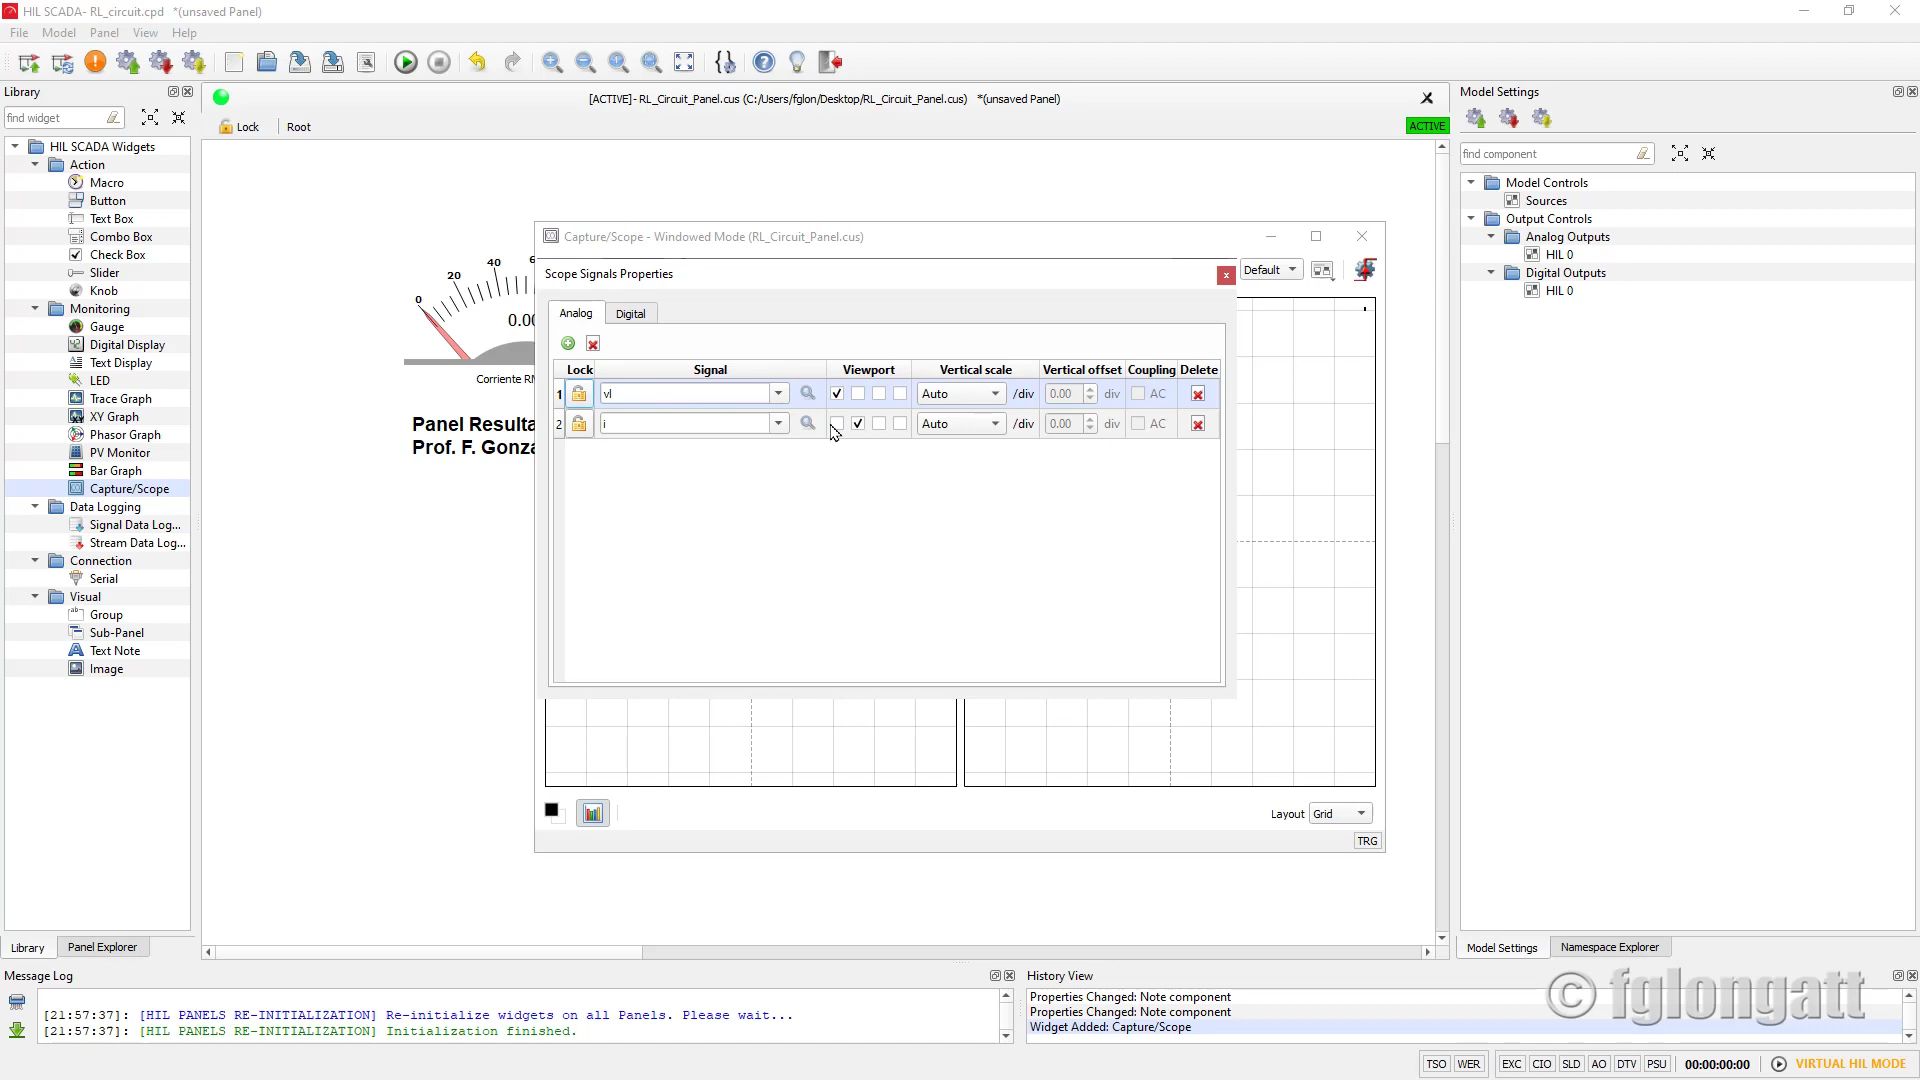 HIL SCADA- RL_circuit.cpd *(unsaved Panel)
File Model Panel View Help
Library
find widget
HIL SCADA Widgets
Action
Macro
Button
Text Box
Combo Box
Check Box
Slider
Knob
Monitoring
Gauge
Digital Display
Text Display
LED
Trace Graph
XY Graph
Phasor Graph
PV Monitor
Bar Graph
Capture/Scope
Data Logging
Signal Data Log...
Stream Data Log...
Connection
Serial
Visual
Group
Sub-Panel
Text Note
Image
Library Panel Explorer
[ACTIVE]- RL_Circuit_Panel.cus (C:/Users/fglon/Desktop/RL_Circuit_Panel.cus) *(unsaved Panel)
Lock Root
ACTIVE
0 20 40
0.00
Corriente RM
Panel Resulta
Prof. F. Gonza
Capture/Scope - Windowed Mode (RL_Circuit_Panel.cus)
Default
Scope Signals Properties
Analog Digital
Lock Signal Viewport Vertical scale Vertical offset Coupling Delete
1 vl Auto /div 0.00 div AC
2 i Auto /div 0.00 div AC
Layout Grid
TRG
Model Settings
find component
Model Controls
Sources
Output Controls
Analog Outputs
HIL 0
Digital Outputs
HIL 0
Model Settings Namespace Explorer
Message Log
[21:57:37]: [HIL PANELS RE-INITIALIZATION] Re-initialize widgets on all Panels. Please wait...
[21:57:37]: [HIL PANELS RE-INITIALIZATION] Initialization finished.
History View
Properties Changed: Note component
Properties Changed: Note component
Widget Added: Capture/Scope
© fglongatt
TSO WER EXC CIO SLD AO DTV PSU 00:00:00:00 VIRTUAL HIL MODE